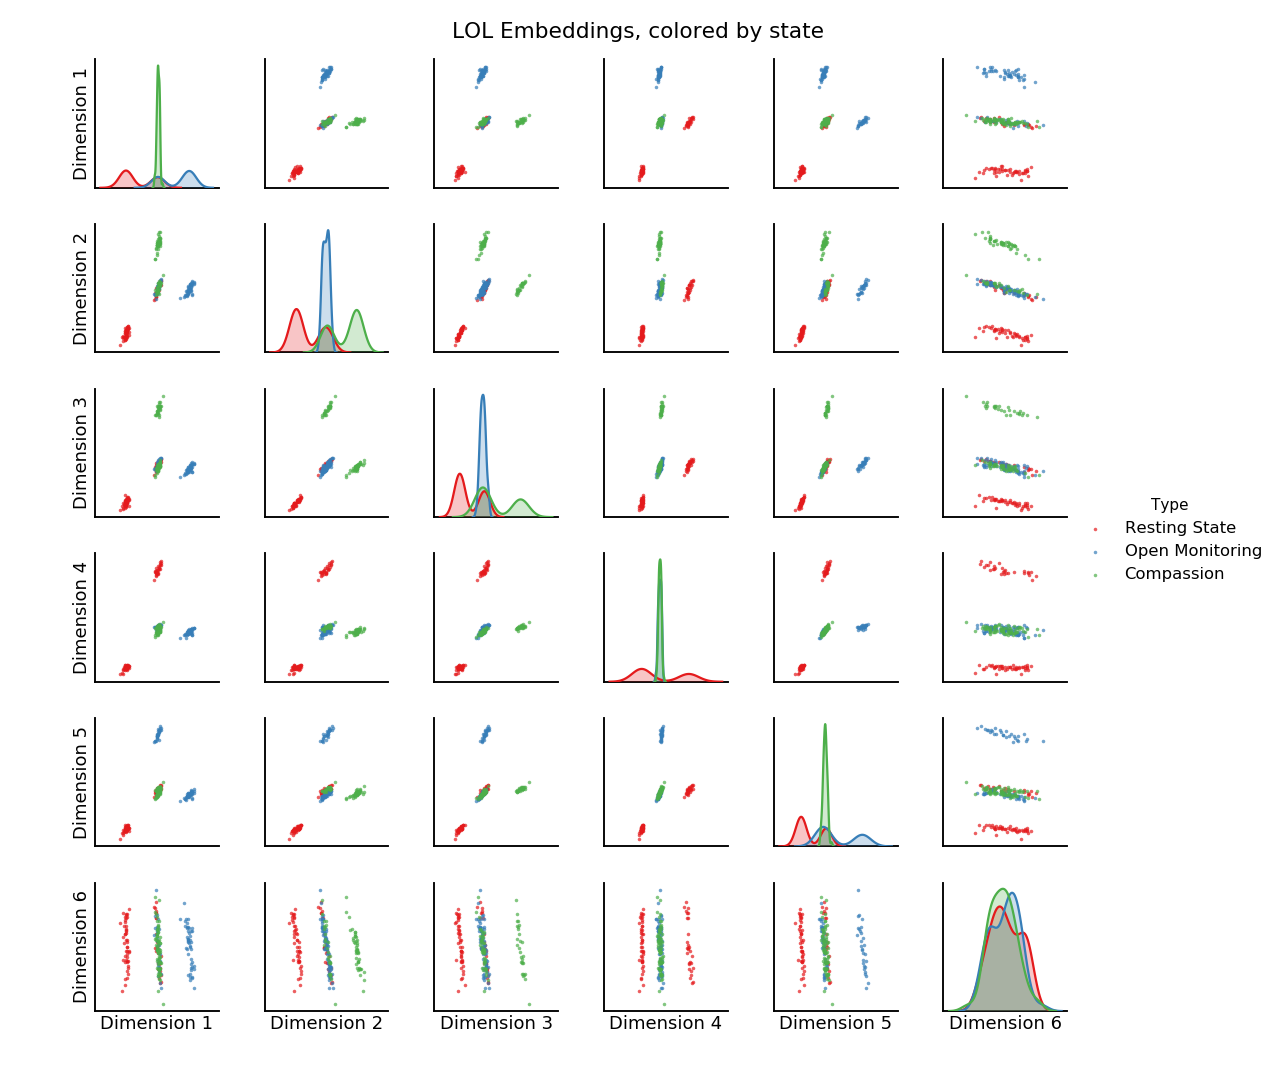 LOL Embeddings, colored by state
Dimension 1
Dimension 2
Dimension 3
Dimension 4
Dimension 5
Dimension 6
Type
Resting State
Open Monitoring
Compassion
Dimension 1
Dimension 2
Dimension 3
Dimension 4
Dimension 5
Dimension 6